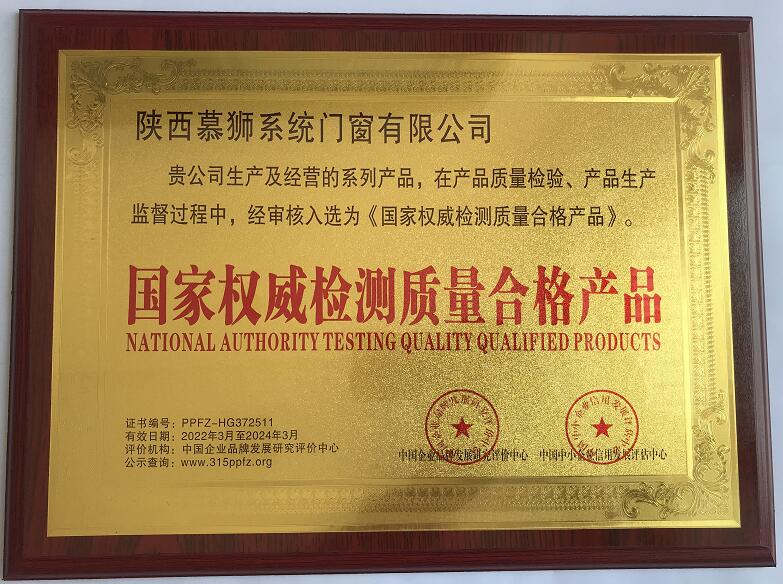 陕西慕狮系统门窗有限公司
贵公司生产及经营的系列产品，在产品质量检验、产品生产
监督过程中，经审核入选为《国家权威检测质量合格产品》。
国家权威检测质量合格产品
NATIONAL AUTHORITY TESTING QUALITY QUALIFIED PRODUCTS
证书编号：PPFZ-HG372511
有效日期：2022年3月至2024年3月
评价机构：中国企业品牌发展研究评价中心
公示查询：www.315ppfz.org
中国企业品牌发展研究评价中心
中国中小企业信用发展评估中心